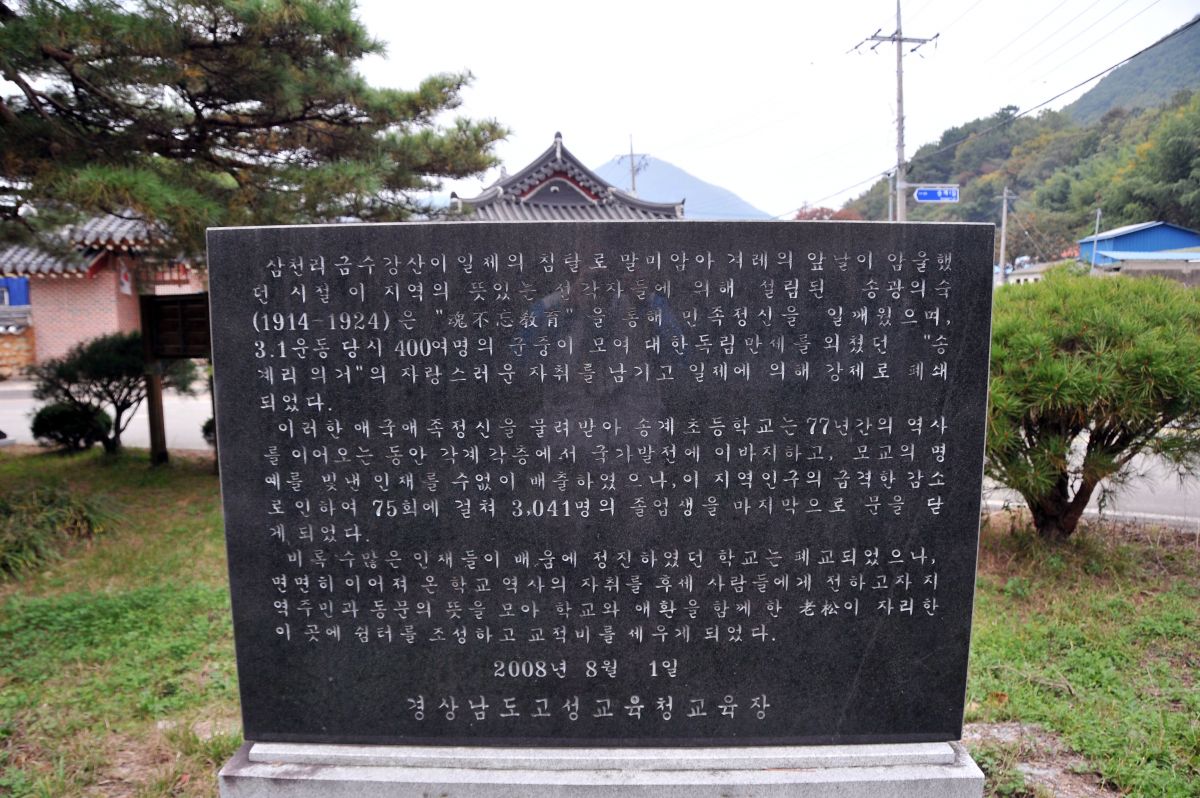 삼천리 금수강산이 일제의 침탈로 말미암아 겨레의 앞날이 암울했
던 시절 이 지역의 뜻있는 선각자들에 의해 설립된 송광의숙
(1914-1924)은 "魂不忘教育"을 통해 민족정신을 일깨웠으며,
3.1운동 당시 400여명의 군중이 모여 대한독립만세를 외쳤던 "송
계리 의거"의 자랑스러운 자취를 남기고 일제에 의해 강제로 폐쇄
되었다.
이러한 애국애족정신을 물려받아 송계초등학교는 77년간의 역사
를 이어오는 동안 각계각층에서 국가발전에 이바지하고, 모교의 명
예를 빛낸 인재를 수없이 배출하였으나, 이 지역인구의 급격한 감소
로 인하여 75회에 걸쳐 3,041명의 졸업생을 마지막으로 문을 닫
게 되었다.
비록 수많은 인재들이 배움에 정진하였던 학교는 폐교되었으나,
면면히 이어져 온 학교 역사의 자취를 후세 사람들에게 전하고자 지
역주민과 동문의 뜻을 모아 학교와 애환을 함께 한 老松이 자리한
이 곳에 쉼터를 조성하고 교적비를 세우게 되었다.
2008년 8월 1일
경상남도고성교육청교육장